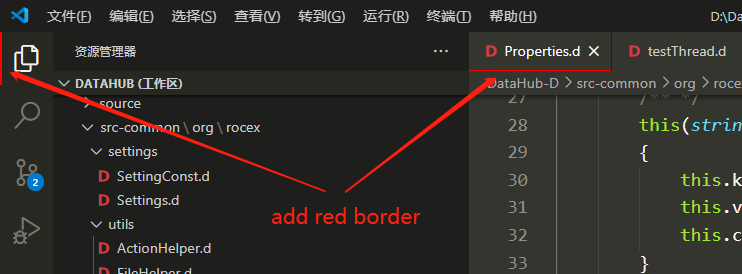 文件(F) 编辑(E) 选择(S) 查看(V) 转到(G) 运行(R) 终端(T) 帮助(H) D:\Da
资源管理器 ···
DATAHUB (工作区)
source
src-common \ org \ rocex
settings
D SettingConst.d
D Settings.d
utils
D ActionHelper.d
D FileHelper.d
2
D Properties.d × D testThread.d
DataHub-D > src-common > org > roce
27 /** */
28 this(strin
29 {
30 this.k
31 this.v
32 this.c
33 }
add red border